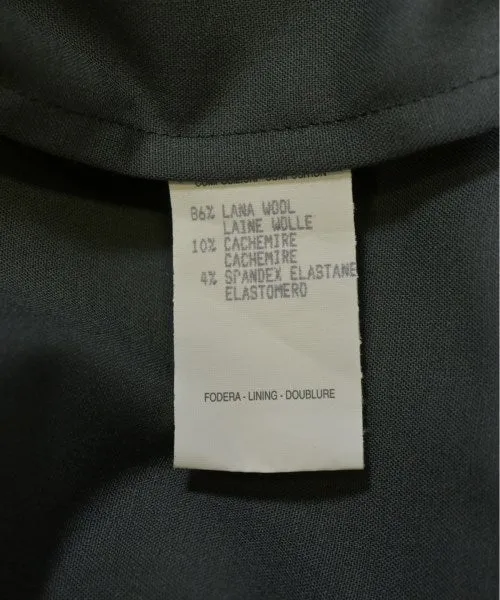 86% LANA WOOL
LAINE WOLLE
10% CACHEMIRE
CACHEMIRE
4% SPANDEX ELASTANE
ELASTOMERO
FODERA - LINING - DOUBLURE